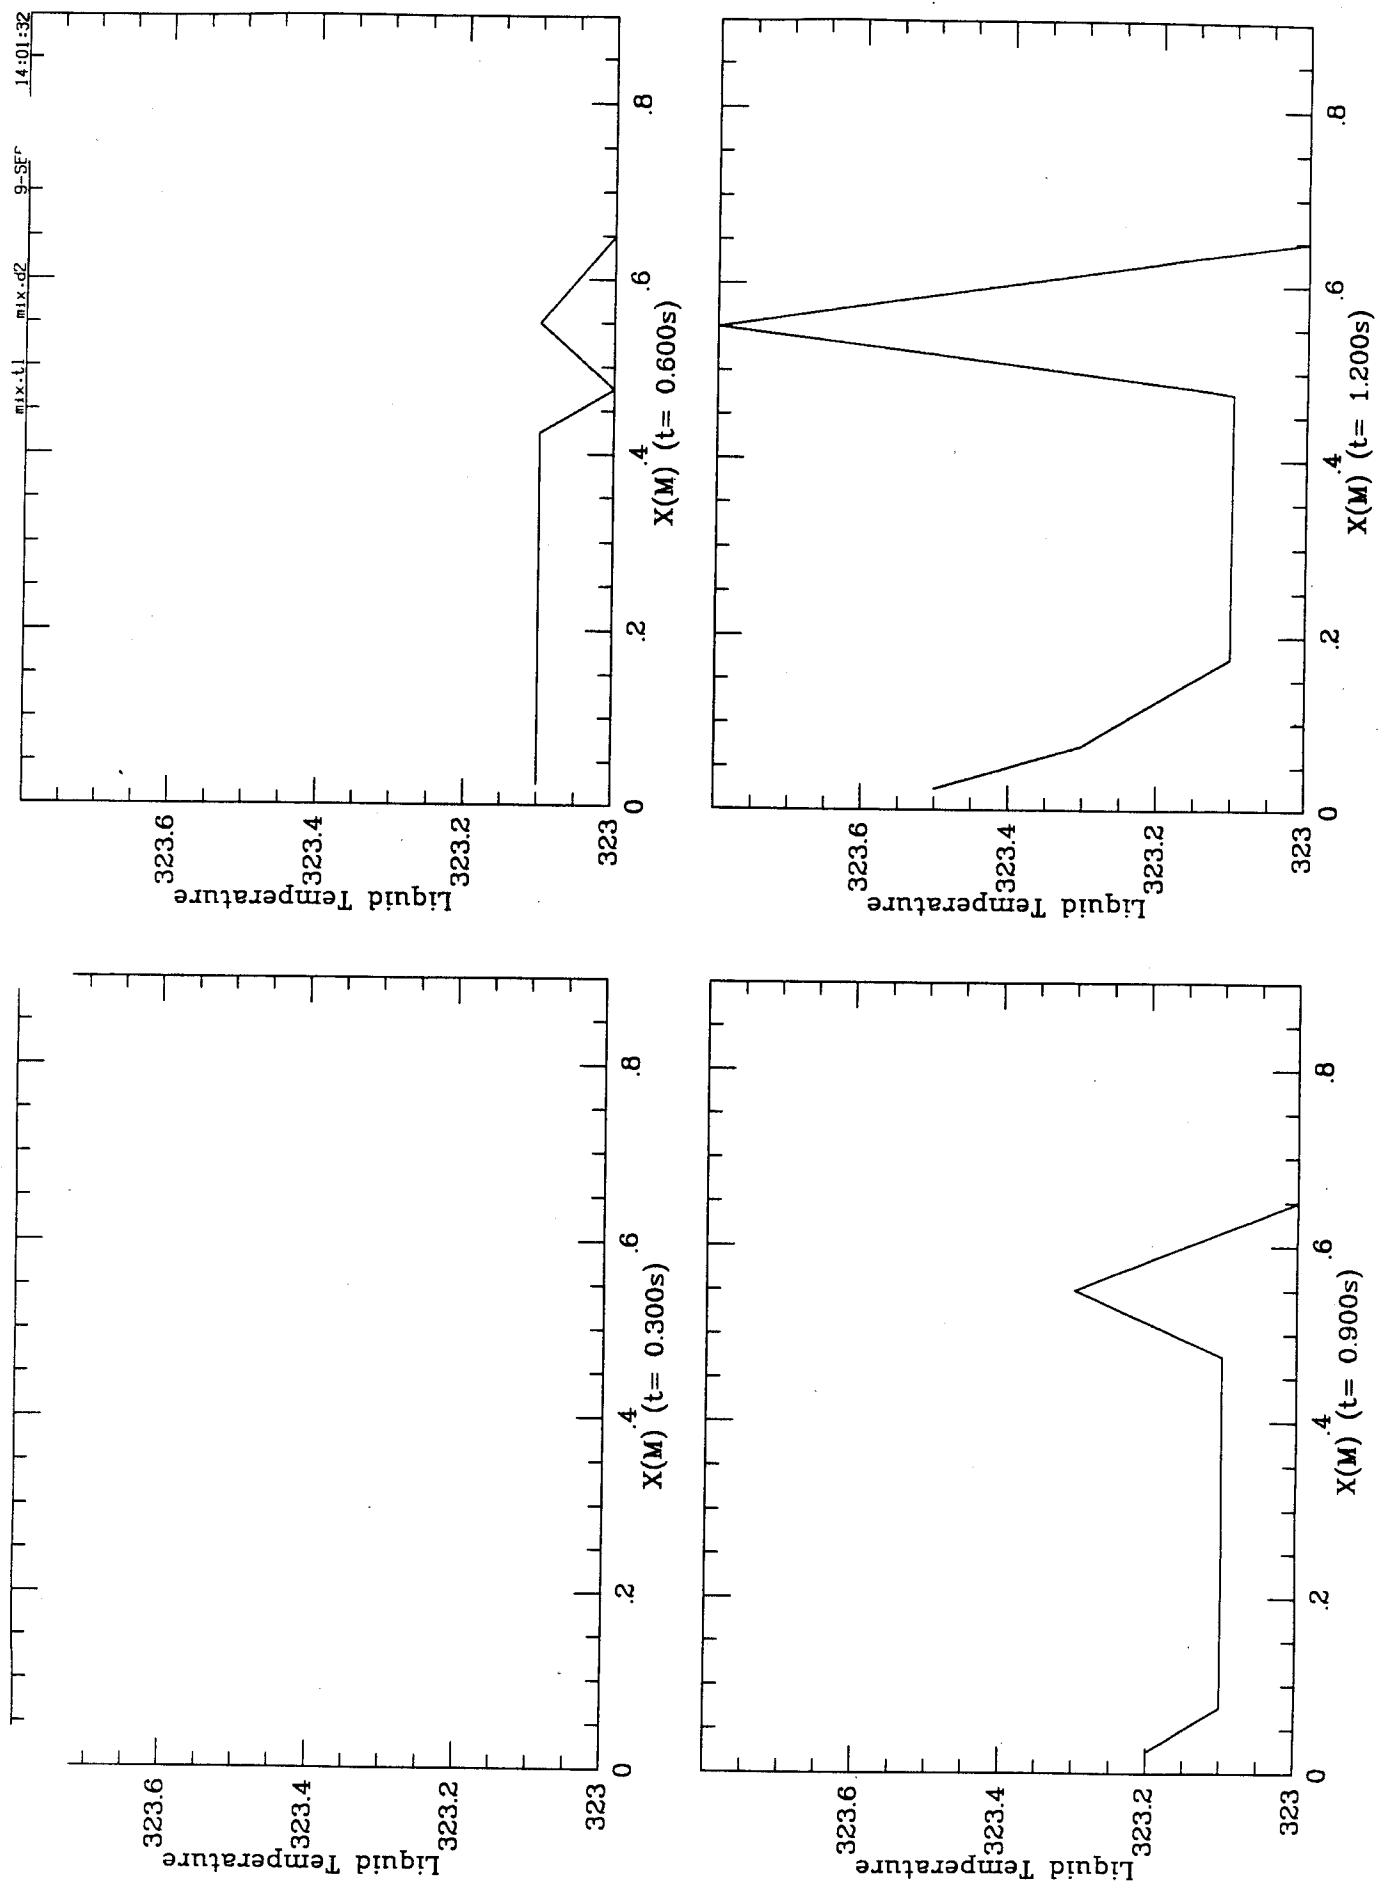 mix.tl mix.d2 14:01:32
Liquid Temperature
323.6
323.4
323.2
323
0 .2 .4 .6 .8
X(M) (t= 0.300s)
Liquid Temperature
323.6
323.4
323.2
323
0 .2 .4 .6 .8
X(M) (t= 0.600s)
Liquid Temperature
323.6
323.4
323.2
323
0 .2 .4 .6 .8
X(M) (t= 0.900s)
Liquid Temperature
323.6
323.4
323.2
323
0 .2 .4 .6 .8
X(M) (t= 1.200s)